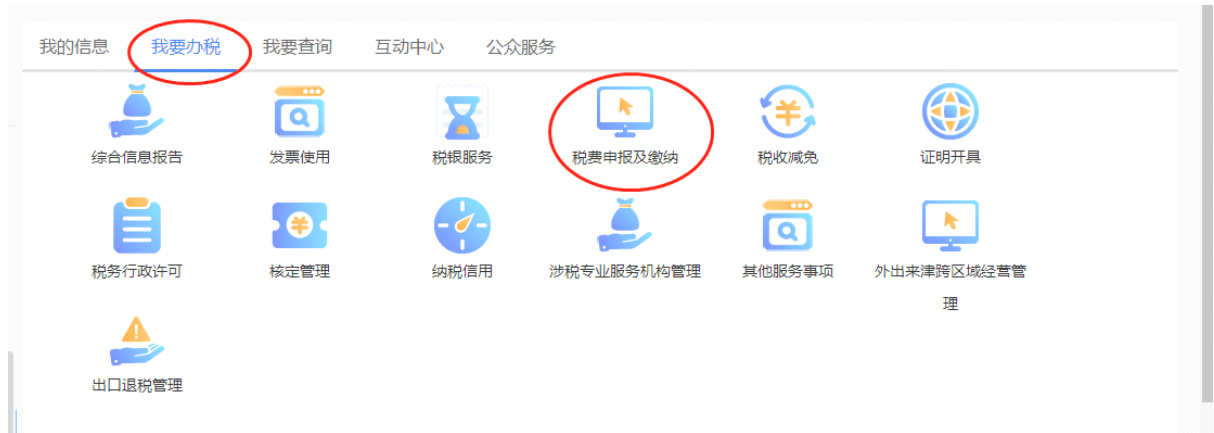 我的信息 我要办税 我要查询 互动中心 公众服务
综合信息报告 发票使用 税银服务 税费申报及缴纳 税收减免 证明开具
税务行政许可 核定管理 纳税信用 涉税专业服务机构管理 其他服务事项 外出来津跨区域经营管
理
出口退税管理